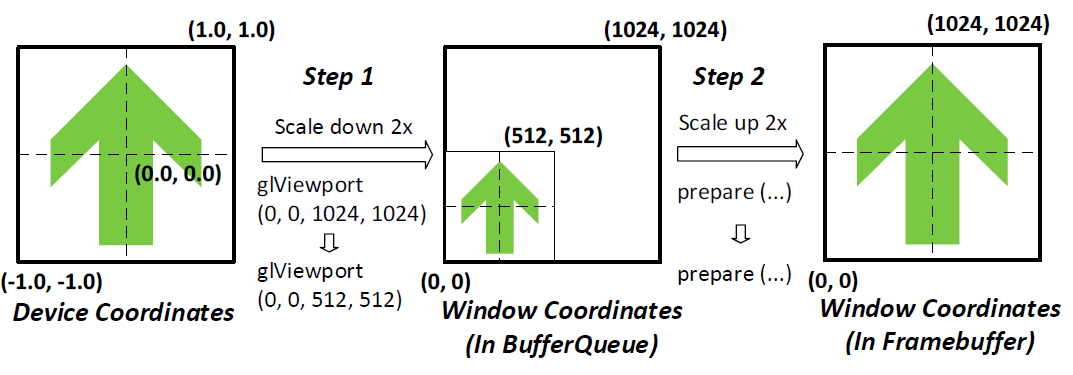 (1.0, 1.0)
(0.0, 0.0)
(-1.0, -1.0)
Device Coordinates
Step 1
Scale down 2x
glViewport
(0, 0, 1024, 1024)
glViewport
(0, 0, 512, 512)
(1024, 1024)
(512, 512)
(0, 0)
Window Coordinates
(In BufferQueue)
Step 2
Scale up 2x
prepare (...)
prepare (...)
(1024, 1024)
(0, 0)
Window Coordinates
(In Framebuffer)